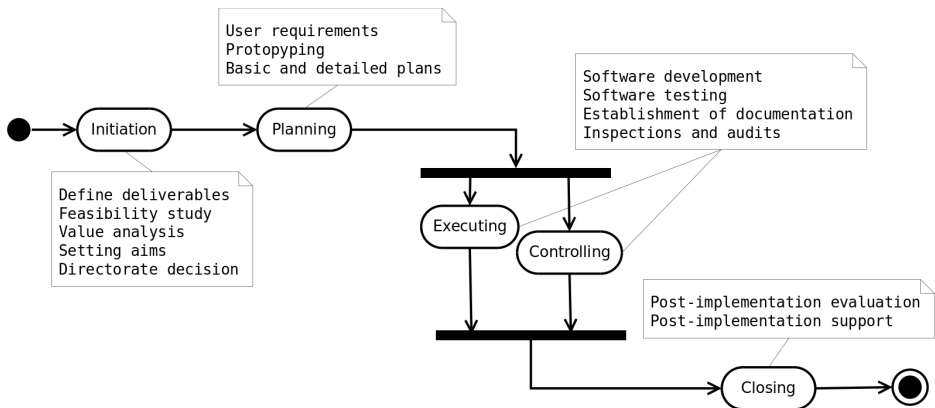 User requirements
Protopyping
Basic and detailed plans
Software development
Software testing
Establishment of documentation
Inspections and audits
Initiation
Planning
Define deliverables
Feasibility study
Value analysis
Setting aims
Directorate decision
Executing
Controlling
Post-implementation evaluation
Post-implementation support
Closing